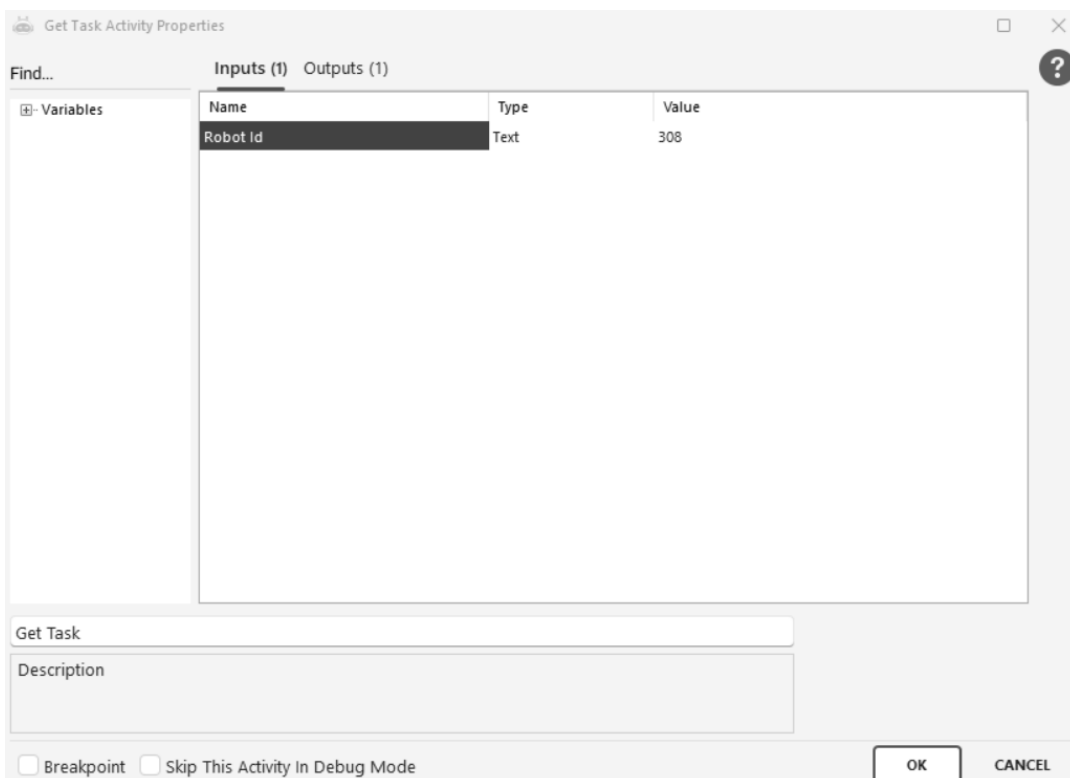 Get Task Activity Properties
Find...
Inputs (1) Outputs (1)
?
Variables
Name Type Value
Robot Id Text 308
Get Task
Description
Breakpoint Skip This Activity In Debug Mode
OK CANCEL